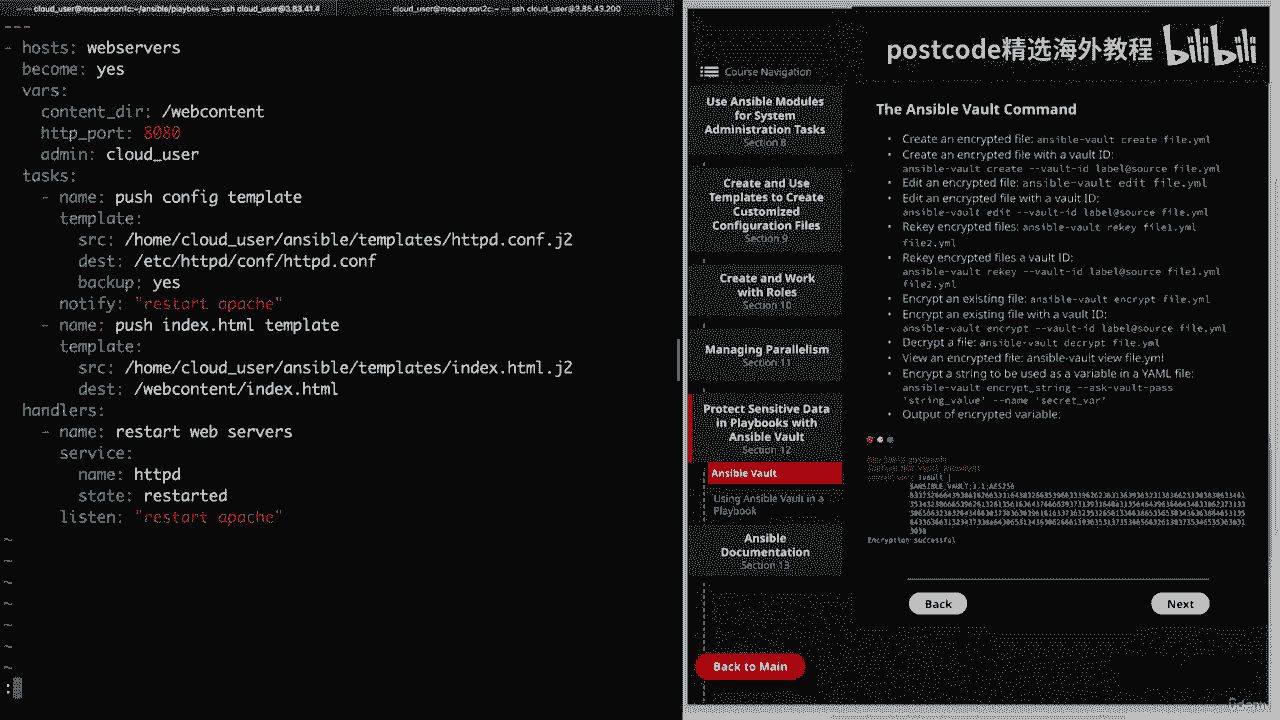 cloud_user@mspearson1c:~/ansible/playbooks — ssh cloud_user@3.83.43.4
cloud_user@mspearson2c:~ — ssh cloud_user@3.85.43.200
---
- hosts: webservers
become: yes
vars:
content_dir: /webcontent
http_port: 8080
admin: cloud_user
tasks:
- name: push config template
template:
src: /home/cloud_user/ansible/templates/httpd.conf.j2
dest: /etc/httpd/conf/httpd.conf
backup: yes
notify: "restart apache"
- name: push index.html template
template:
src: /home/cloud_user/ansible/templates/index.html.j2
dest: /webcontent/index.html
handlers:
- name: restart web servers
service:
name: httpd
state: restarted
listen: "restart apache"
~
~
~
~
~
~
~
:
postcode精选海外教程 bilibili
Course Navigation
Use Ansible Modules
for System
Administration Tasks
Section 8
Create and Use
Templates to Create
Customized
Configuration Files
Section 9
Create and Work
with Roles
Section 10
Managing Parallelism
Section 11
Protect Sensitive Data
in Playbooks with
Ansible Vault
Section 12
Ansible Vault
Using Ansible Vault in a
Playbook
Ansible
Documentation
Section 13
Back to Main
The Ansible Vault Command
• Create an encrypted file: ansible-vault create file.yml
• Create an encrypted file with a vault ID:
ansible-vault create --vault-id label@source file.yml
• Edit an encrypted file: ansible-vault edit file.yml
• Edit an encrypted file with a vault ID:
ansible-vault edit --vault-id label@source file.yml
• Rekey encrypted files: ansible-vault rekey file1.yml
file2.yml
• Rekey encrypted files a vault ID:
ansible-vault rekey --vault-id label@source file1.yml
file2.yml
• Encrypt an existing file: ansible-vault encrypt file.yml
• Encrypt an existing file with a vault ID:
ansible-vault encrypt --vault-id label@source file.yml
• Decrypt a file: ansible-vault decrypt file.yml
• View an encrypted file: ansible-vault view file.yml
• Encrypt a string to be used as a variable in a YAML file:
ansible-vault encrypt_string --ask-vault-pass
'string_value' --name 'secret_var'
• Output of encrypted variable:
!vault |
$ANSIBLE_VAULT;1.1;AES256
3038
Encryption successful
Back
Next
Udemy